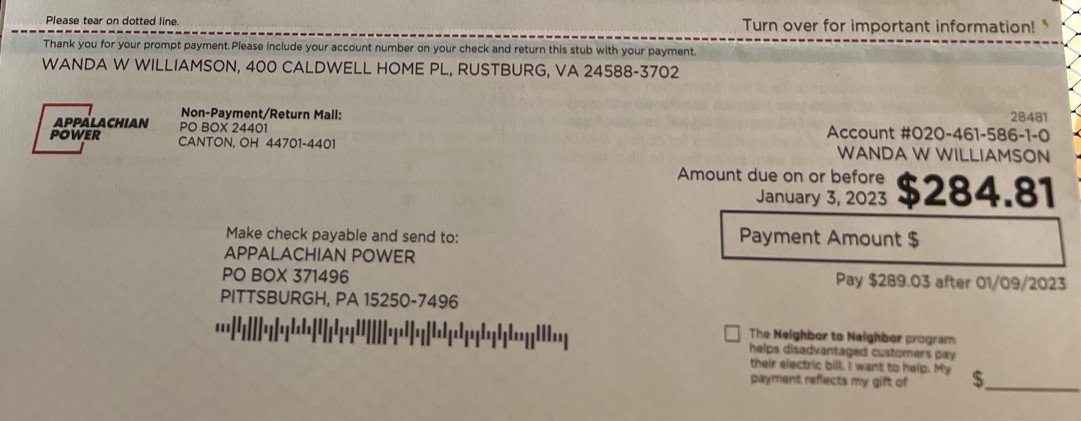 Please tear on dotted line.
Turn over for important information!
Thank you for your prompt payment. Please include your account number on your check and return this stub with your payment.
WANDA W WILLIAMSON, 400 CALDWELL HOME PL, RUSTBURG, VA 24588-3702
APPALACHIAN
POWER
Non-Payment/Return Mail:
PO BOX 24401
CANTON, OH 44701-4401
28481
Account #020-461-586-1-0
WANDA W WILLIAMSON
Amount due on or before
January 3, 2023 $284.81
Payment Amount $
Pay $289.03 after 01/09/2023
Make check payable and send to:
APPALACHIAN POWER
PO BOX 371496
PITTSBURGH, PA 15250-7496
The Neighbor to Neighbor program
helps disadvantaged customers pay
their electric bill. I want to help. My
payment reflects my gift of $